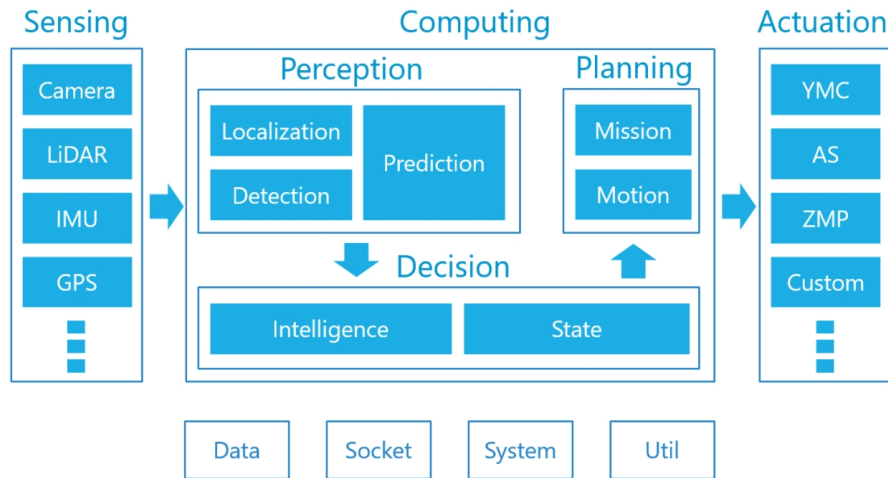 Sensing
Camera
LiDAR
IMU
GPS
Computing
Perception
Localization
Detection
Prediction
Planning
Mission
Motion
Decision
Intelligence
State
Actuation
YMC
AS
ZMP
Custom
Data
Socket
System
Util